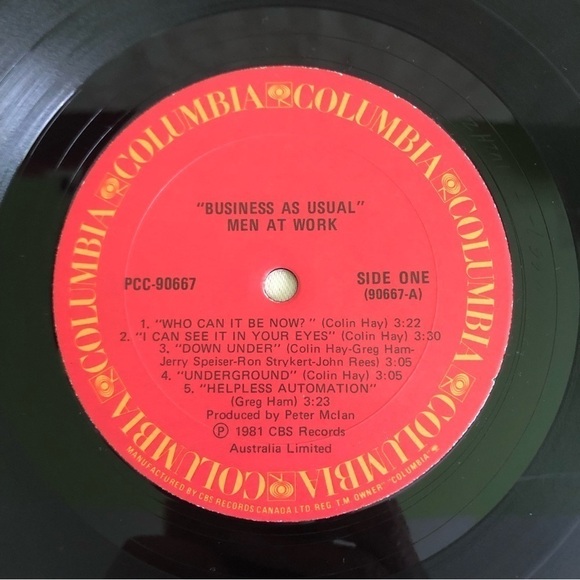 COLUMBIA COLUMBIA COLUMBIA COLUMBIA COLUMBIA COLUMBIA
"BUSINESS AS USUAL"
MEN AT WORK
PCC-90667
SIDE ONE
(90667-A)
1. "WHO CAN IT BE NOW?" (Colin Hay) 3:22
2. "I CAN SEE IT IN YOUR EYES" (Colin Hay) 3:30
3. "DOWN UNDER" (Colin Hay-Greg Ham-
Jerry Speiser-Ron Strykert-John Rees) 3:05
4. "UNDERGROUND" (Colin Hay) 3:05
5. "HELPLESS AUTOMATION"
(Greg Ham) 3:23
Produced by Peter McIan
Ⓟ 1981 CBS Records
Australia Limited
MANUFACTURED BY CBS RECORDS CANADA LTD REG. T.M. OWNER "COLUMBIA"